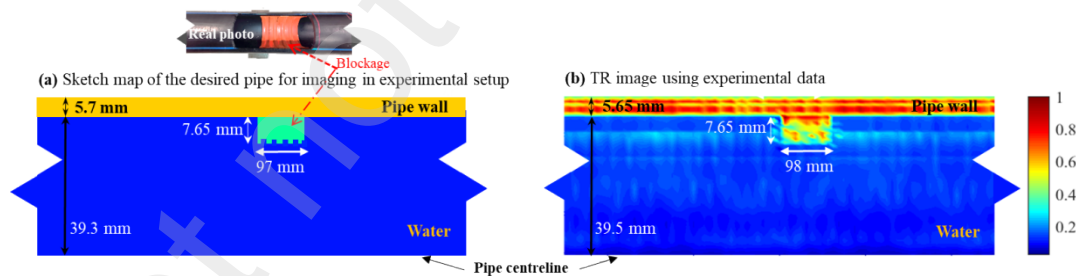 Real photo
Blockage
(a) Sketch map of the desired pipe for imaging in experimental setup
5.7 mm
Pipe wall
7.65 mm
97 mm
39.3 mm
Water
(b) TR image using experimental data
5.65 mm
Pipe wall
7.65 mm
98 mm
39.5 mm
Water
1
0.8
0.6
0.4
0.2
Pipe centreline